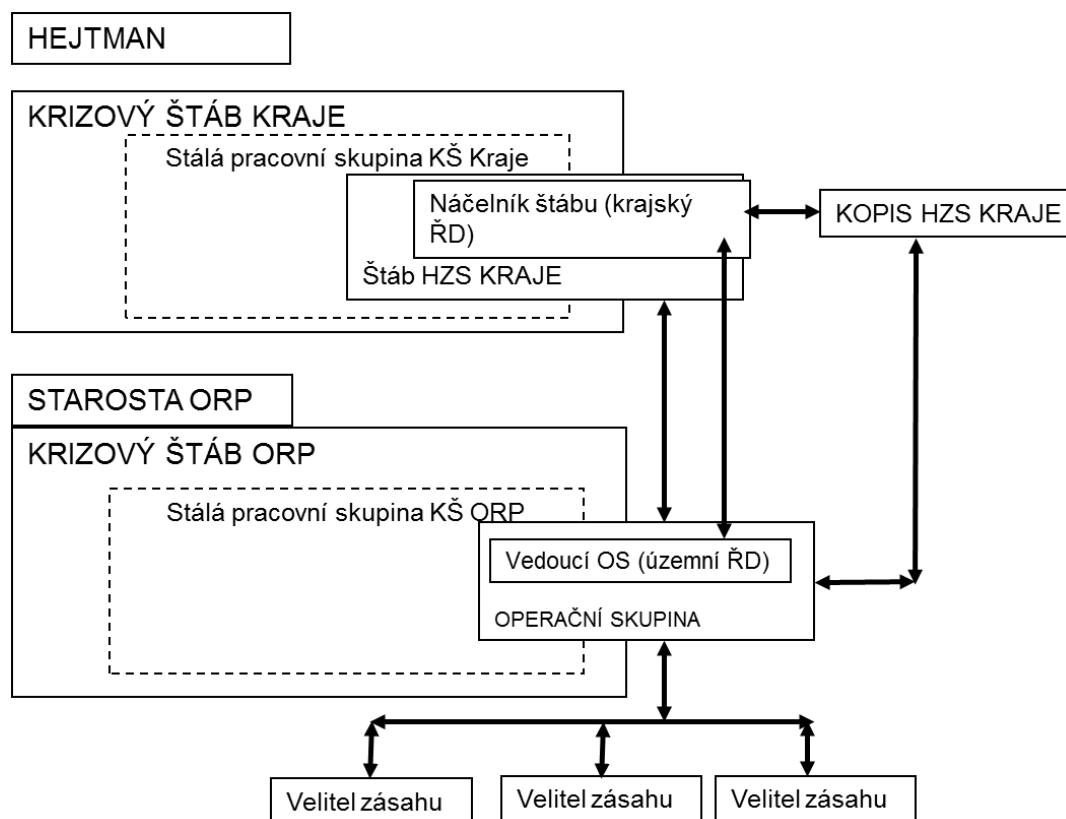 HEJTMAN
KRIZOVÝ ŠTÁB KRAJE
Stálá pracovní skupina KŠ Kraje
Náčelník štábu (krajský
ŘD)
KOPIS HZS KRAJE
Štáb HZS KRAJE
STAROSTA ORP
KRIZOVÝ ŠTÁB ORP
Stálá pracovní skupina KŠ ORP
Vedoucí OS (územní ŘD)
OPERAČNÍ SKUPINA
Velitel zásahu
Velitel zásahu
Velitel zásahu